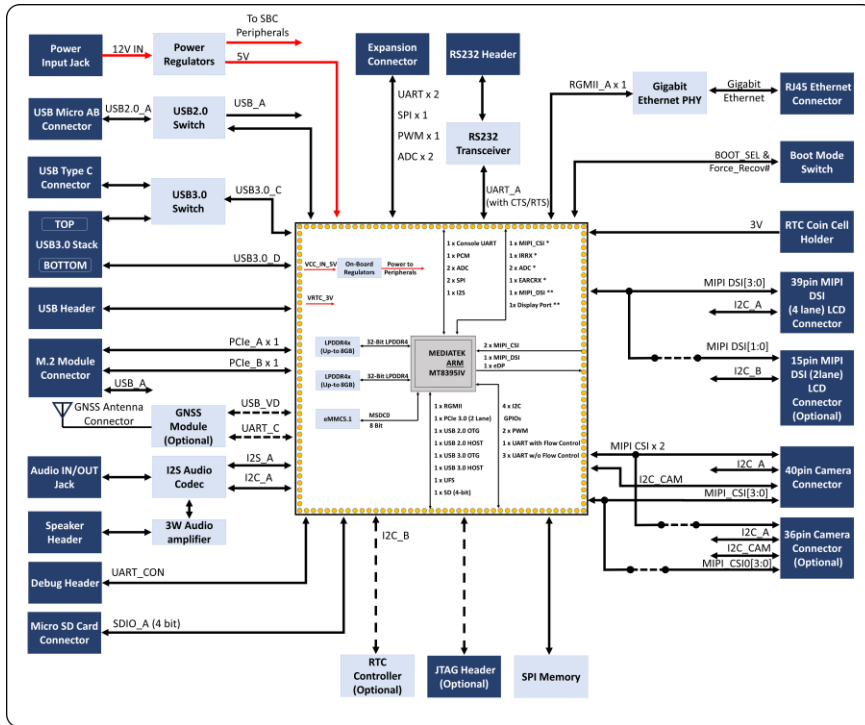 To SBC
Peripherals
Power
Input Jack
12V IN
Power
Regulators
5V
Expansion
Connector
RS232 Header
RGMII_A x 1
Gigabit
Ethernet PHY
Gigabit
Ethernet
RJ45 Ethernet
Connector
USB Micro AB
Connector
USB2.0_A
USB2.0
Switch
USB_A
UART x 2
SPI x 1
PWM x 1
ADC x 2
RS232
Transceiver
BOOT_SEL &
Force_Recov#
Boot Mode
Switch
USB Type C
Connector
USB3.0
Switch
USB3.0_C
UART_A
(with CTS/RTS)
TOP
USB3.0 Stack
BOTTOM
USB3.0_D
3V
RTC Coin Cell
Holder
VCC_IN_5V
On-Board
Regulators
Power to
Peripherals
VRTC_3V
1 x Console UART
1 x PCM
2 x ADC
2 x SPI
1 x I2S
1 x MIPI_CSI *
1 x IRRX *
2 x ADC *
1 x EARCRX *
1 x MIPI_DSI **
1x Display Port **
MIPI DSI[3:0]
I2C_A
39pin MIPI
DSI
(4 lane) LCD
Connector
USB Header
M.2 Module
Connector
PCIe_A x 1
PCIe_B x 1
USB_A
LPDDR4x
(Up-to 8GB)
32-Bit LPDDR4
LPDDR4x
(Up-to 8GB)
32-Bit LPDDR4
MEDIATEK
ARM
MT8395IV
2 x MIPI_CSI
1 x MIPI_DSI
1 x eDP
MIPI DSI[1:0]
I2C_B
15pin MIPI
DSI (2lane)
LCD
Connector
(Optional)
GNSS Antenna
Connector
GNSS
Module
(Optional)
USB_VD
UART_C
eMMC5.1
MSDC0
8 Bit
1 x RGMII
1 x PCIe 3.0 (2 Lane)
1 x USB 2.0 OTG
1 x USB 2.0 HOST
1 x USB 3.0 OTG
1 x USB 3.0 HOST
1 x UFS
1 x SD (4-bit)
4 x I2C
GPIOs
2 x PWM
1 x UART with Flow Control
3 x UART w/o Flow Control
Audio IN/OUT
Jack
I2S Audio
Codec
I2S_A
I2C_A
MIPI CSI x 2
I2C_A
I2C_CAM
MIPI_CSI[3:0]
40pin Camera
Connector
Speaker
Header
3W Audio
amplifier
I2C_A
I2C_CAM
MIPI_CSI0[3:0]
36pin Camera
Connector
(Optional)
Debug Header
UART_CON
I2C_B
Micro SD Card
Connector
SDIO_A (4 bit)
RTC
Controller
(Optional)
JTAG Header
(Optional)
SPI Memory